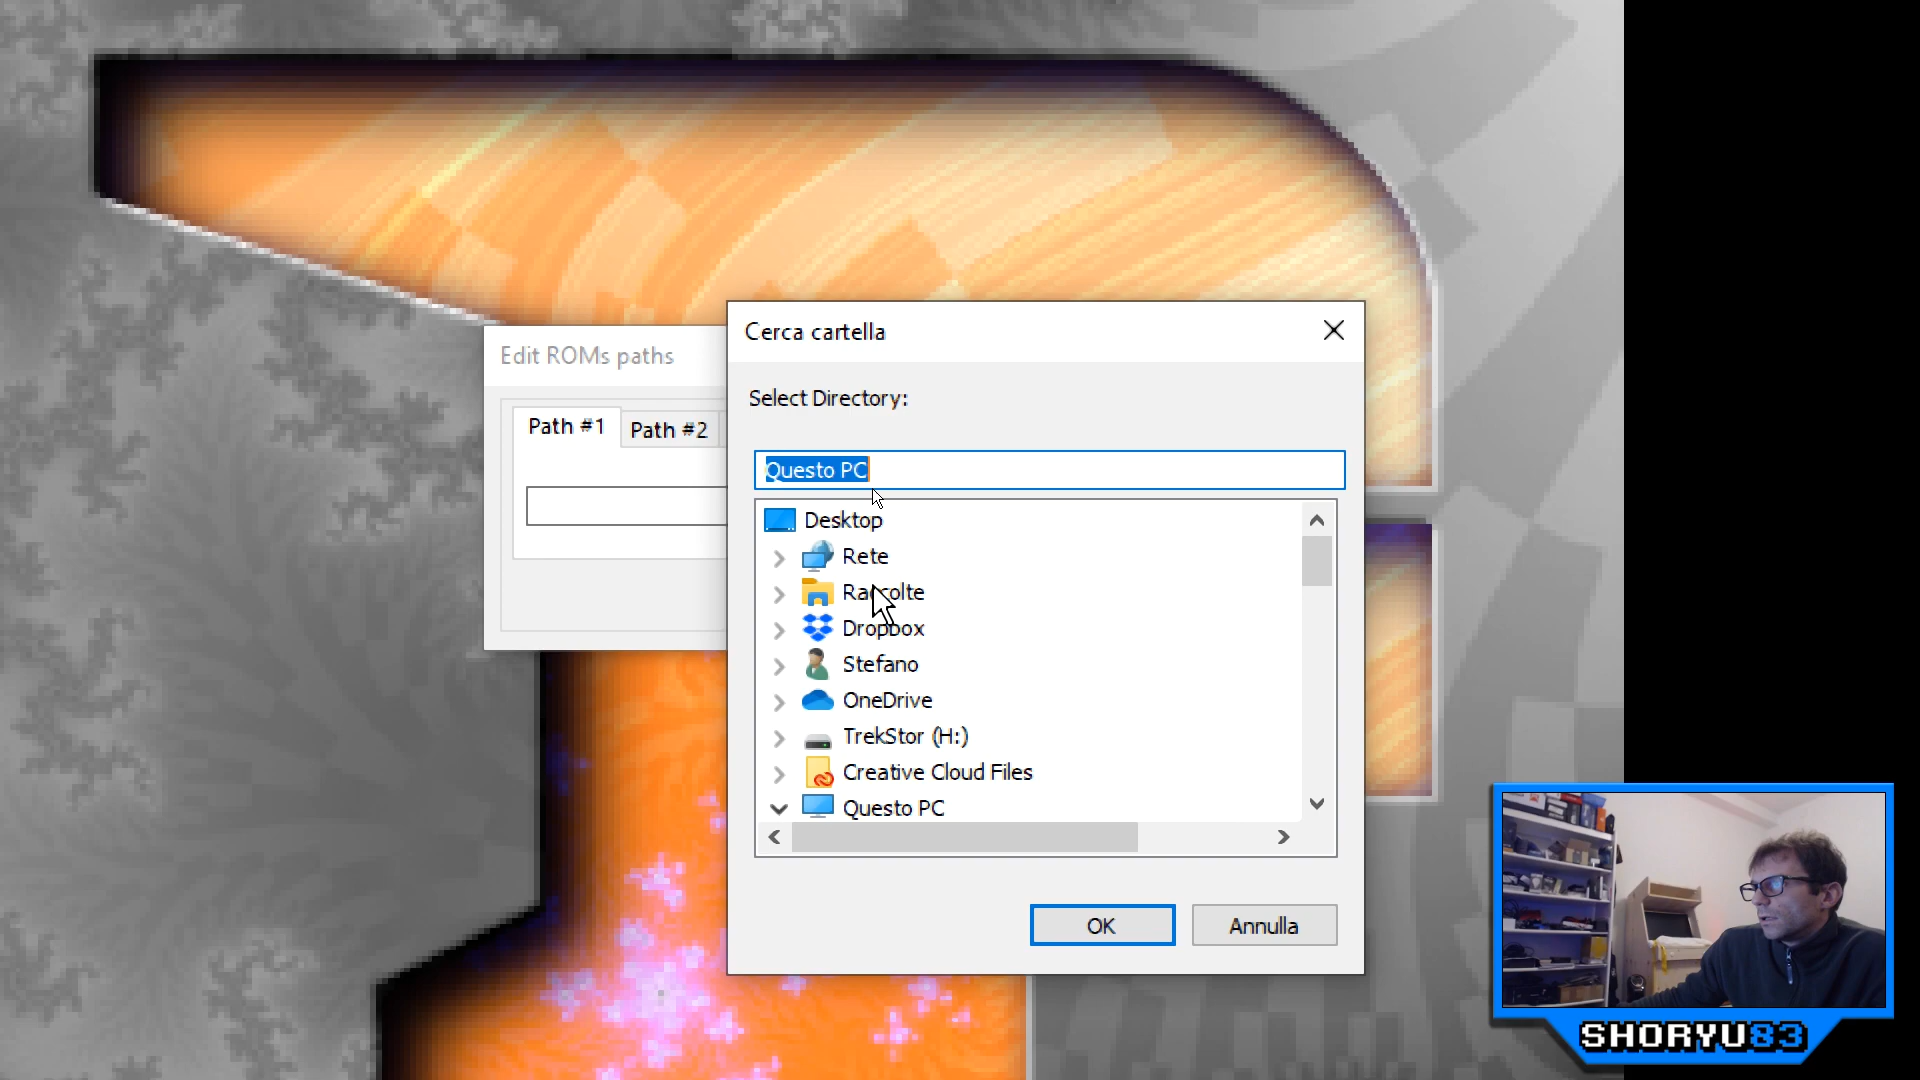 Cerca cartella
Edit ROMs paths
Select Directory:
Path #1
Path #2
Questo PC
Desktop
Rete
Raccolte
Dropbox
Stefano
OneDrive
TrekStor (H:)
Creative Cloud Files
Questo PC
OK
Annulla
SHORYU83